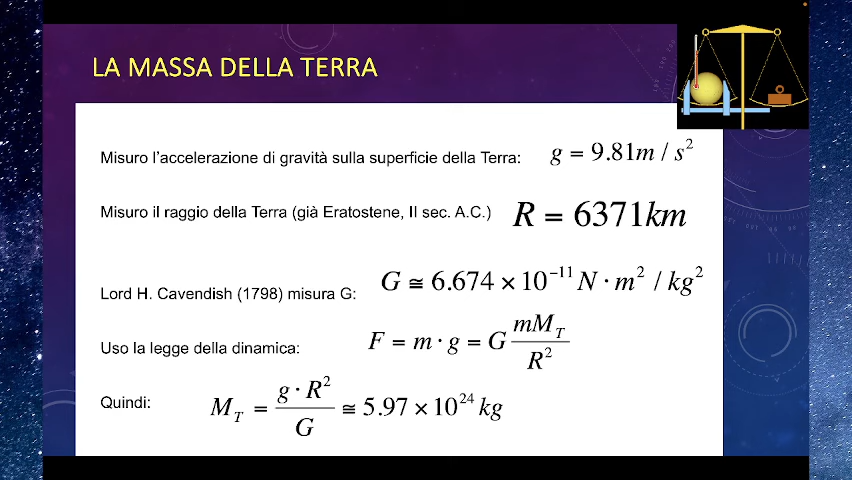 LA MASSA DELLA TERRA
Misuro l'accelerazione di gravità sulla superficie della Terra: g = 9.81m / s²
Misuro il raggio della Terra (già Eratostene, II sec. A.C.) R = 6371km
Lord H. Cavendish (1798) misura G: G ≅ 6.674 × 10⁻¹¹ N · m² / kg²
Uso la legge della dinamica: F = m · g = G mM_T / R²
Quindi: M_T = g · R² / G ≅ 5.97 × 10²⁴ kg